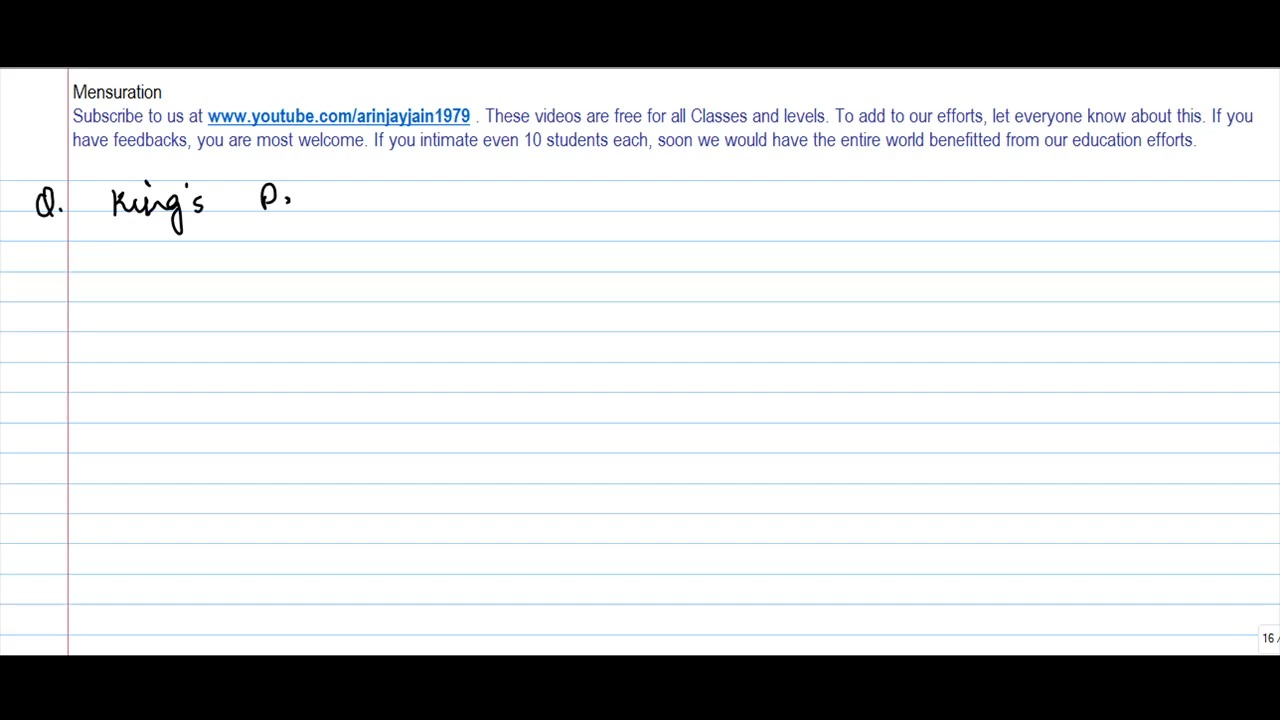 Mensuration
Subscribe to us at www.youtube.com/arinjayjain1979 . These videos are free for all Classes and levels. To add to our efforts, let everyone know about this. If you
have feedbacks, you are most welcome. If you intimate even 10 students each, soon we would have the entire world benefitted from our education efforts.
Q. King's
16